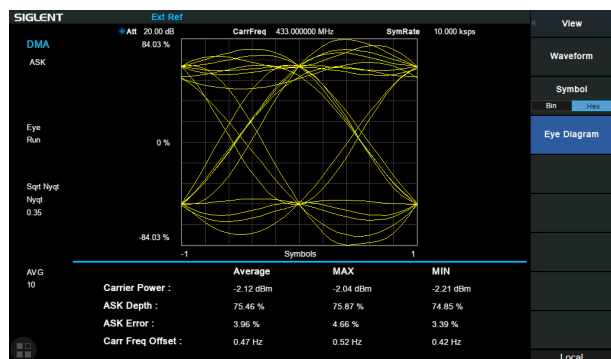 SIGLENT Ext Ref View
Att 20.00 dB CarrFreq 433.000000 MHz SymRate 10.000 ksps
DMA 84.03 %
ASK Waveform
Symbol
Bin Hex
Eye 0 % Eye Diagram
Run
Sqrt Nyqt
Nyqt
0.35
-84.03 %
-1 Symbols 1
AVG Average MAX MIN
10
Carrier Power : -2.12 dBm -2.04 dBm -2.21 dBm
ASK Depth : 75.46 % 75.87 % 74.85 %
ASK Error : 3.96 % 4.66 % 3.39 %
Carr Freq Offset : 0.47 Hz 0.52 Hz 0.42 Hz
Local